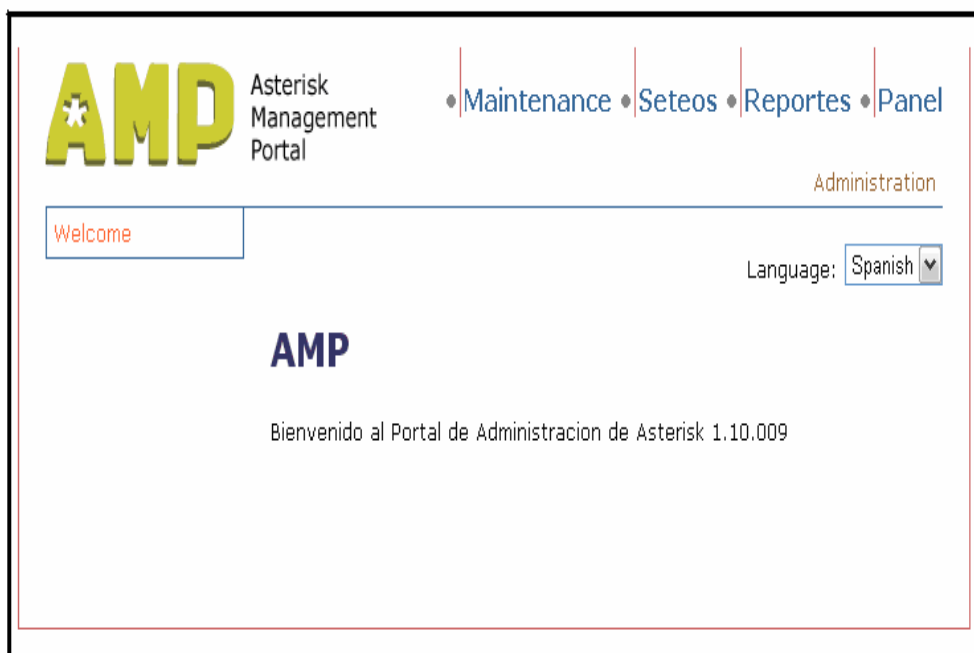 AMP
Asterisk
Management
Portal
• Maintenance • Seteos • Reportes • Panel
Administration
Welcome
Language: Spanish
AMP
Bienvenido al Portal de Administracion de Asterisk 1.10.009